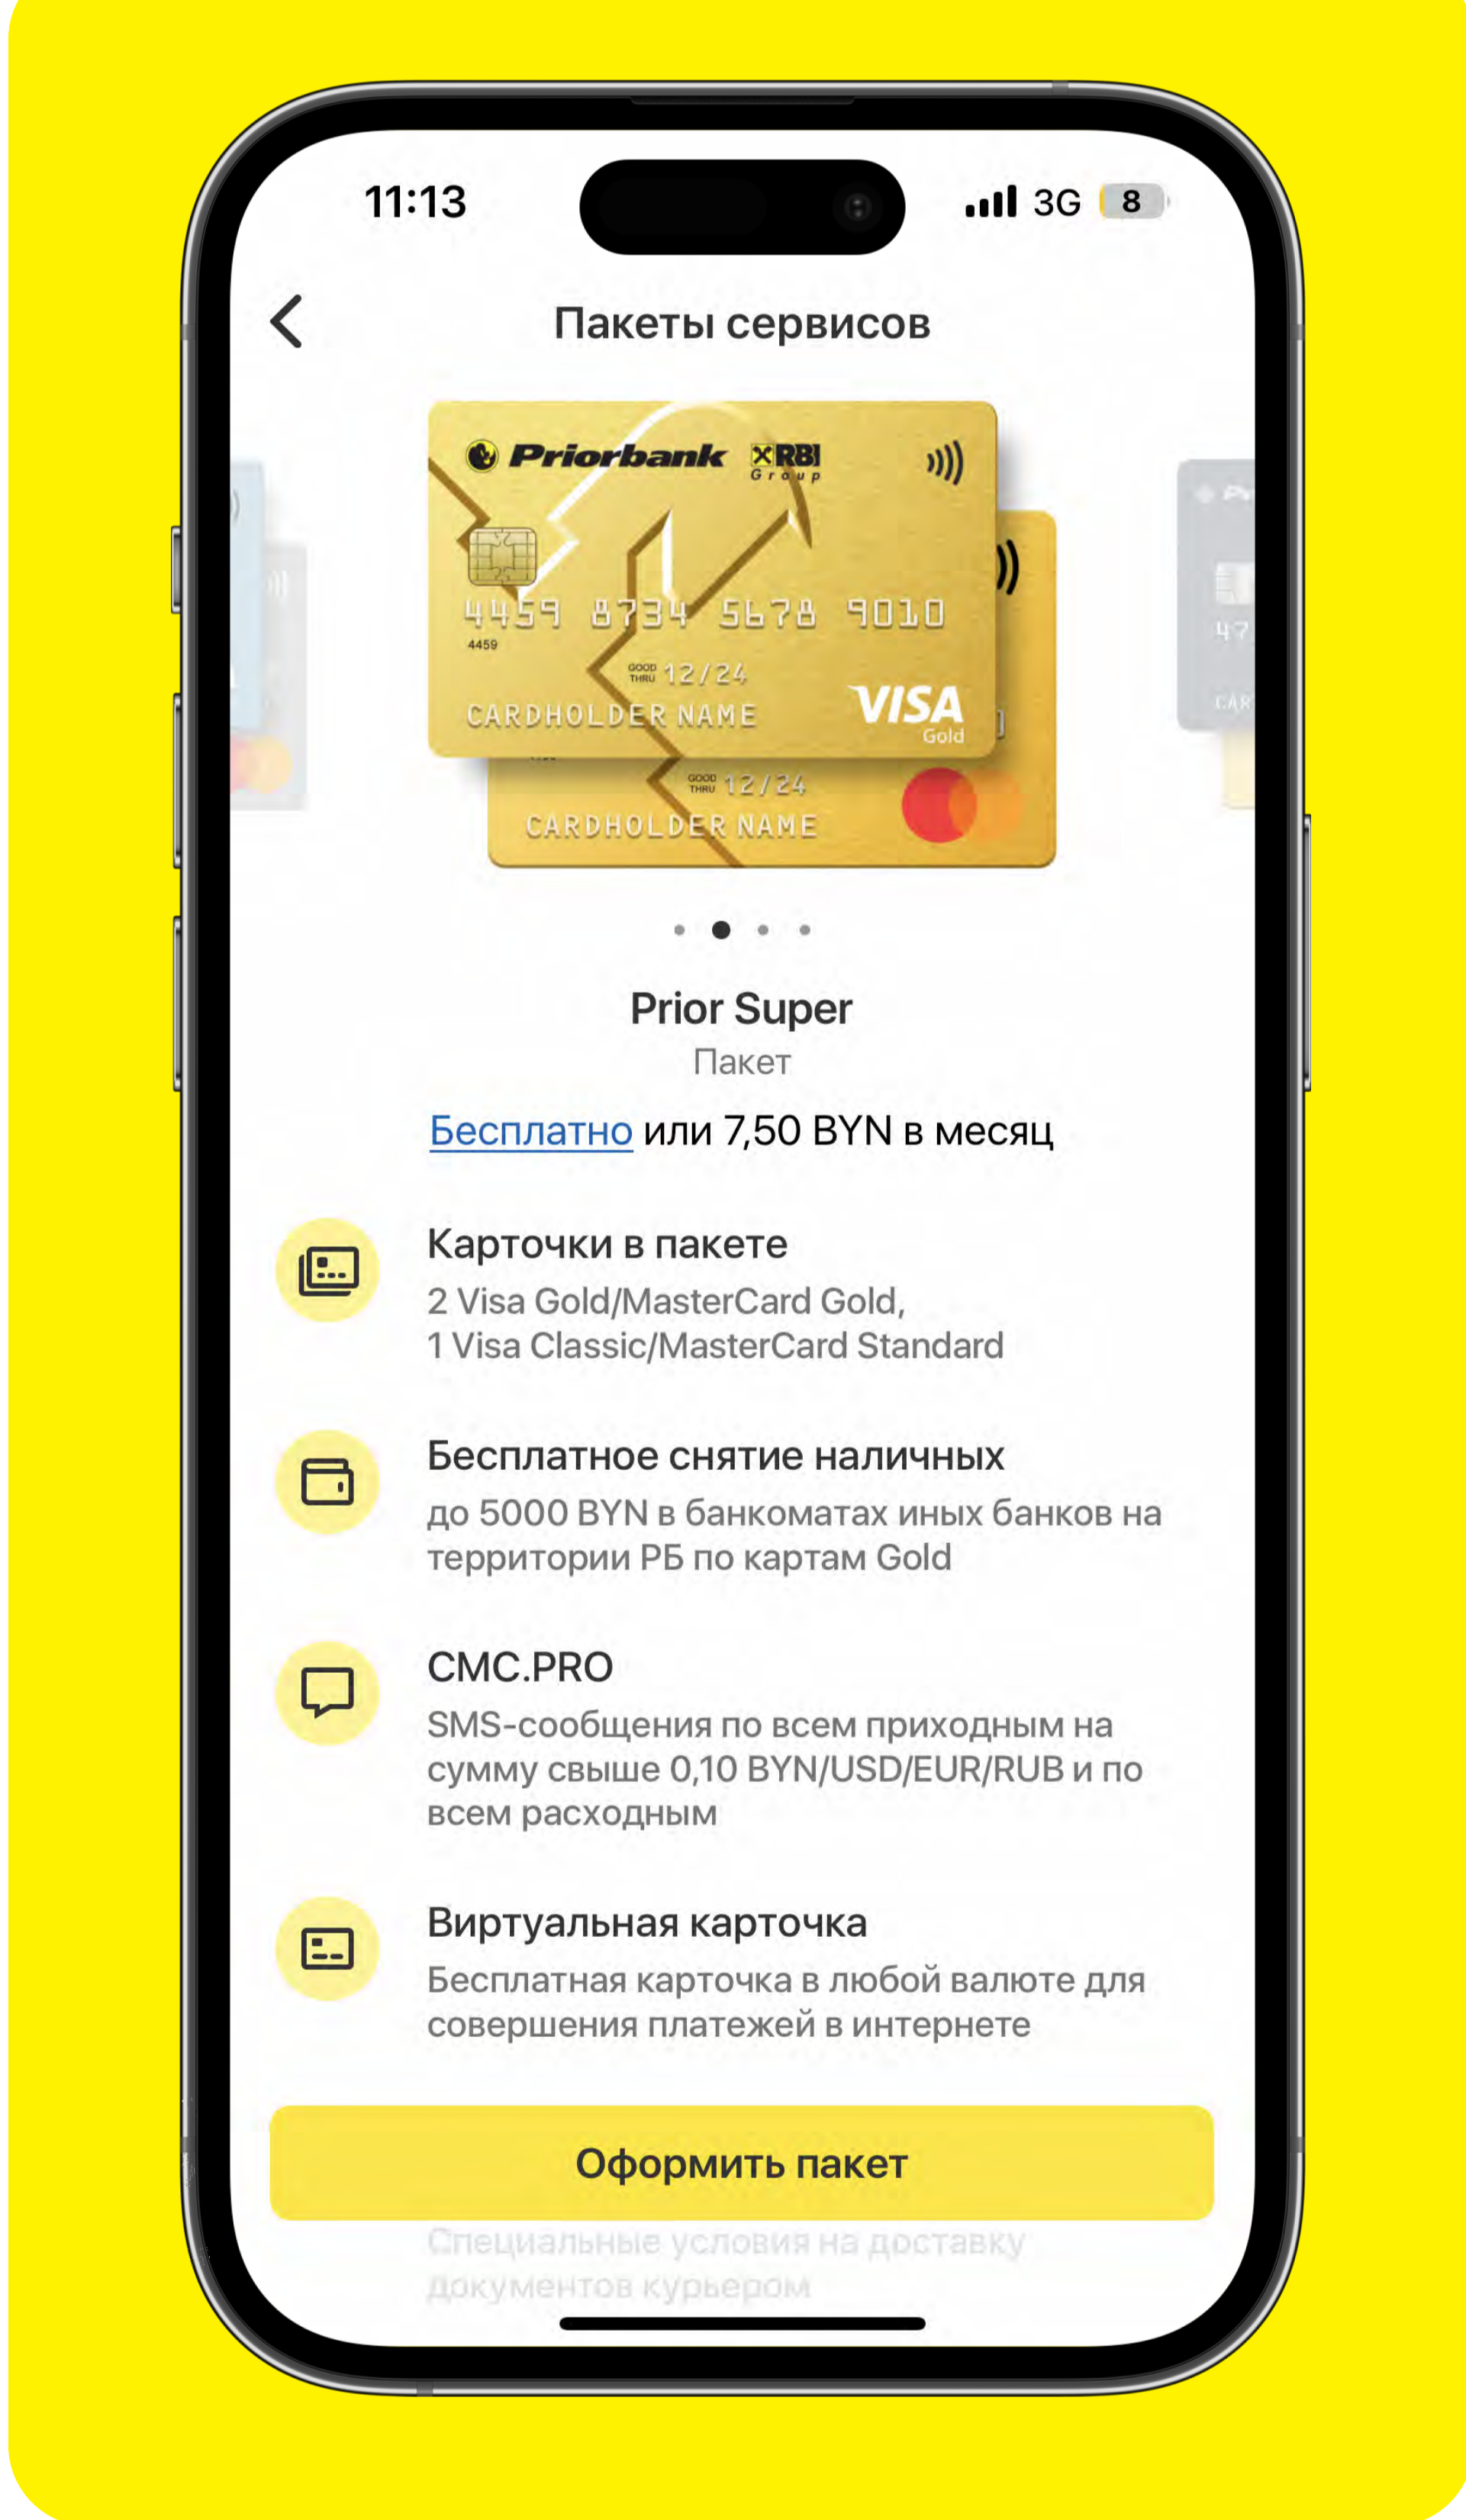 11:13
3G 8
Пакеты сервисов
Priorbank RBI
Group
4459 8734 5678 9010
4459
GOOD THRU 12/24
CARDHOLDER NAME
VISA
Gold
GOOD THRU 12/24
CARDHOLDER NAME
47
CAR
Prior Super
Пакет
Бесплатно или 7,50 BYN в месяц
Карточки в пакете
2 Visa Gold/MasterCard Gold,
1 Visa Classic/MasterCard Standard
Бесплатное снятие наличных
до 5000 BYN в банкоматах иных банков на
территории РБ по картам Gold
СМС.PRO
SMS-сообщения по всем приходным на
сумму свыше 0,10 BYN/USD/EUR/RUB и по
всем расходным
Виртуальная карточка
Бесплатная карточка в любой валюте для
совершения платежей в интернете
Оформить пакет
Специальные условия на доставку
документов курьером